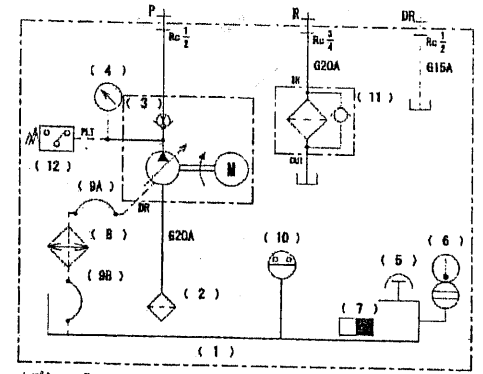 P R DR
Rc 1/2 Rc 3/4 Rc 1/2
G20A G15A
( 4 )
( 3 )
IN
( 11 )
PLT
( 12 )
M
OUT
( 9A )
DR
( 8 )
G20A
( 10 )
( 6 )
( 5 )
( 9B )
( 2 )
( 7 )
( 1 )